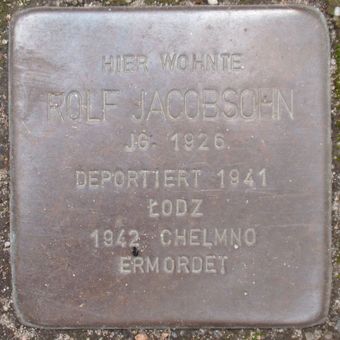 HIER WOHNTE
ROLF JACOBSOHN
JG. 1926
DEPORTIERT 1941
ŁODZ
1942 CHELMNO
ERMORDET